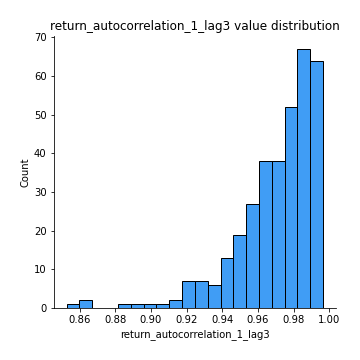 return_autocorrelation_1_lag3 value distribution
70
60
50
40
30
20
10
0
Count
0.86 0.88 0.90 0.92 0.94 0.96 0.98 1.00
return_autocorrelation_1_lag3